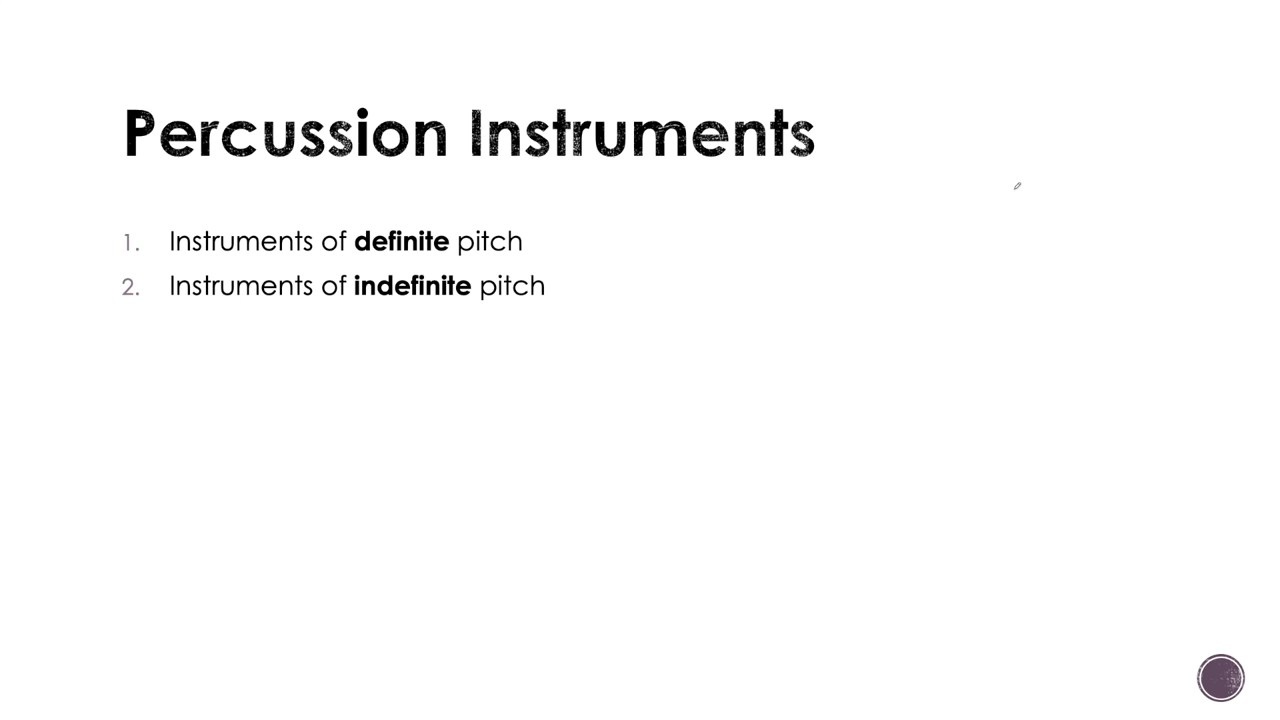 Percussion Instruments
1. Instruments of definite pitch
2. Instruments of indefinite pitch